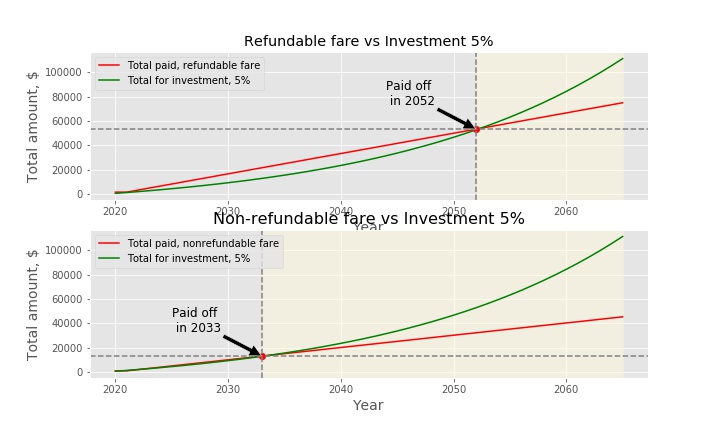 Refundable fare vs Investment 5%
Total amount, $
100000
80000
60000
40000
20000
0
Total paid, refundable fare
Total for investment, 5%
Paid off
in 2052
2020
2030
2040
2050
2060
Year
Non-refundable fare vs Investment 5%
Total amount, $
100000
80000
60000
40000
20000
0
Total paid, nonrefundable fare
Total for investment, 5%
Paid off
in 2033
2020
2030
2040
2050
2060
Year